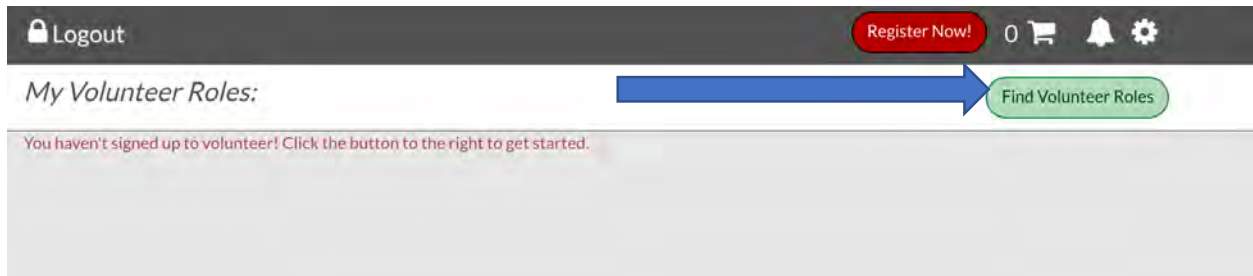 Logout
Register Now!
0
My Volunteer Roles:
Find Volunteer Roles
You haven't signed up to volunteer! Click the button to the right to get started.